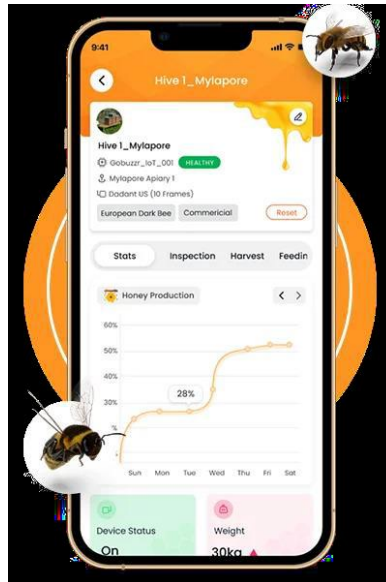 9:41
Hive 1_Mylapore
Hive 1_Mylapore
Gobuzzr_IoT_001 HEALTHY
Mylapore Apiary 1
Dadant US (10 Frames)
European Dark Bee Commericial Reset
Stats Inspection Harvest Feedin
Honey Production
60%
50%
40%
28%
30%
%
Sun Mon Tue Wed Thu Fri Sat
Device Status Weight
On 30kg